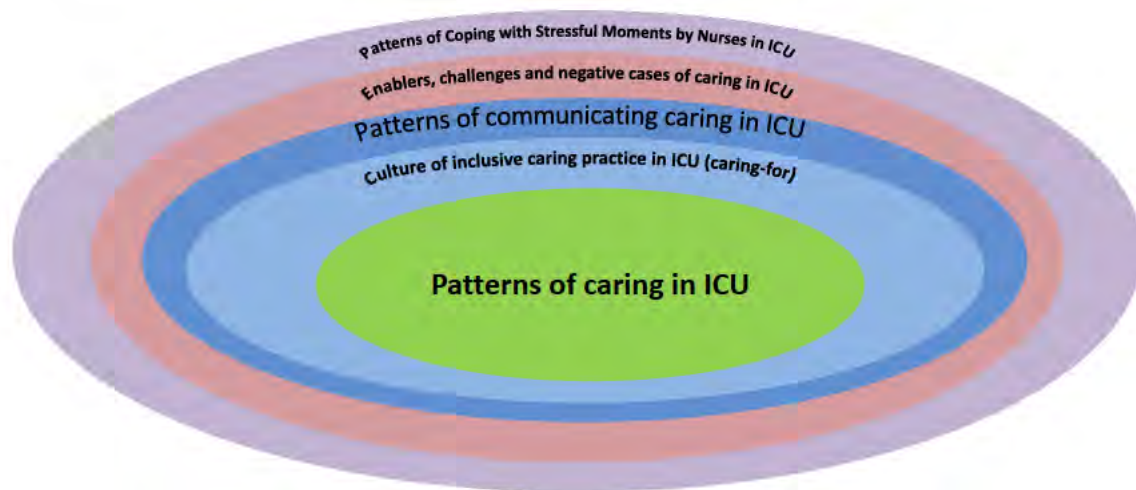 Patterns of Coping with Stressful Moments by Nurses in ICU
Enablers, challenges and negative cases of caring in ICU
Patterns of communicating caring in ICU
Culture of inclusive caring practice in ICU (caring-for)
Patterns of caring in ICU